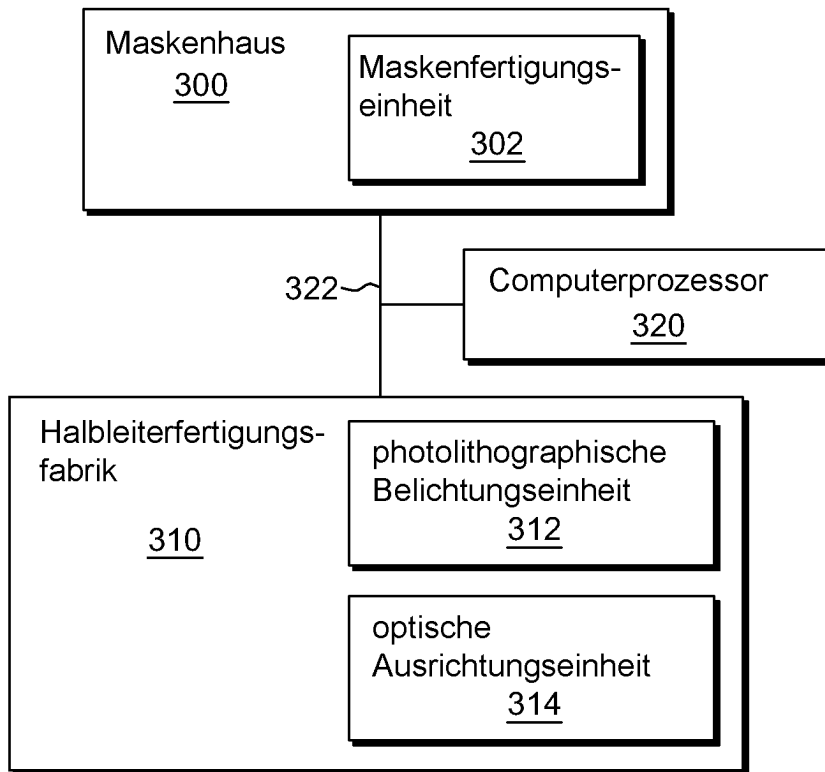 Maskenhaus
300
Maskenfertigungs-
einheit
302
322
Computerprozessor
320
Halbleiterfertigungs-
fabrik
310
photolithographische
Belichtungseinheit
312
optische
Ausrichtungseinheit
314